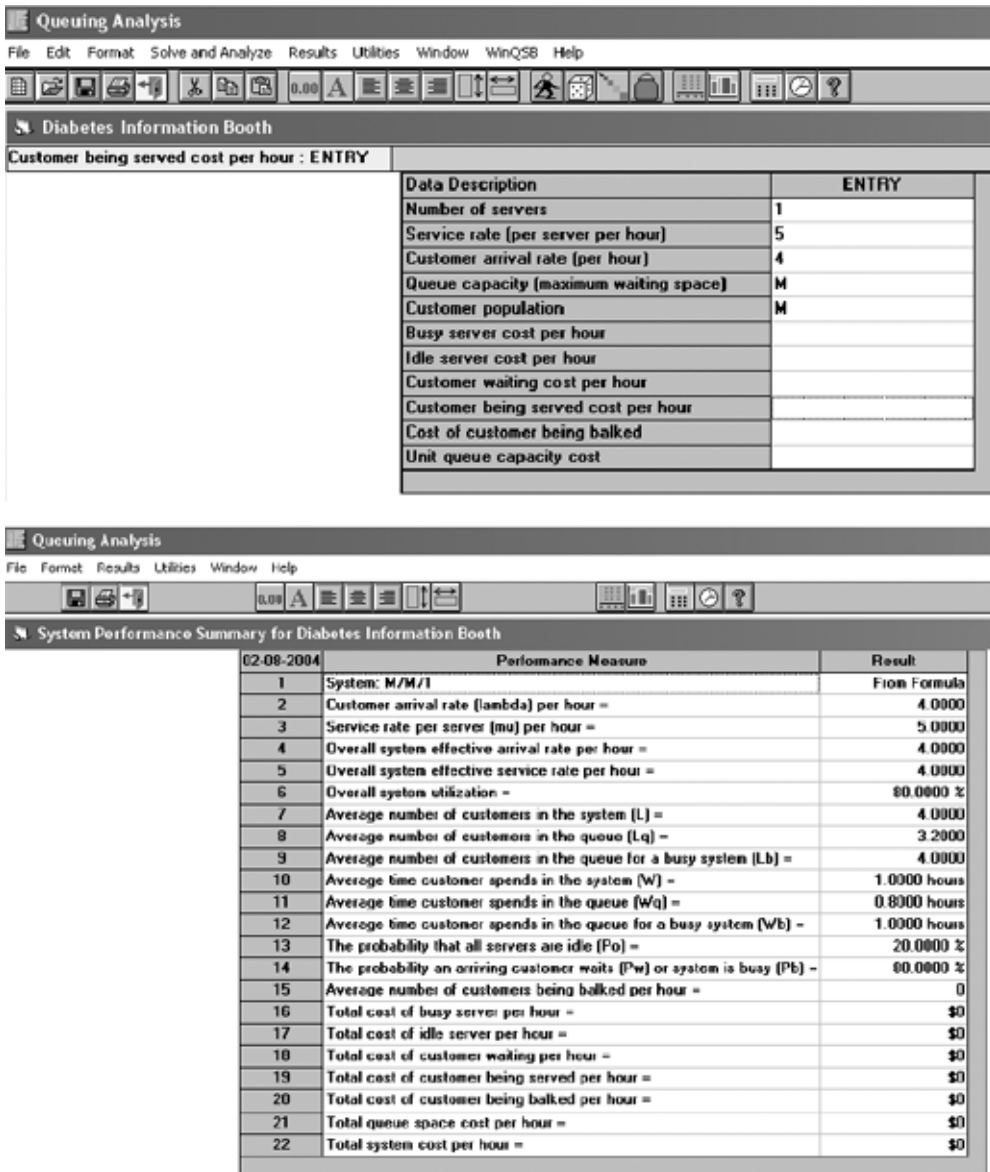 Queuing Analysis
File Edit Format Solve and Analyze Results Utilities Window WinQSB Help
0.00 A
Diabetes Information Booth
Customer being served cost per hour : ENTRY
Data Description ENTRY
Number of servers 1
Service rate (per server per hour) 5
Customer arrival rate (per hour) 4
Queue capacity (maximum waiting space) M
Customer population M
Busy server cost per hour
Idle server cost per hour
Customer waiting cost per hour
Customer being served cost per hour
Cost of customer being balked
Unit queue capacity cost
Queuing Analysis
File Format Results Utilities Window Help
0.00 A
System Performance Summary for Diabetes Information Booth
02-08-2004 Performance Measure Result
1 System: M/M/1 From Formula
2 Customer arrival rate (lambda) per hour = 4.0000
3 Service rate per server (mu) per hour = 5.0000
4 Overall system effective arrival rate per hour = 4.0000
5 Overall system effective service rate per hour = 4.0000
6 Overall system utilization = 80.0000 %
7 Average number of customers in the system (L) = 4.0000
8 Average number of customers in the queue (Lq) = 3.2000
9 Average number of customers in the queue for a busy system (Lb) = 4.0000
10 Average time customer spends in the system (W) = 1.0000 hours
11 Average time customer spends in the queue (Wq) = 0.8000 hours
12 Average time customer spends in the queue for a busy system (Wb) = 1.0000 hours
13 The probability that all servers are idle (Po) = 20.0000 %
14 The probability an arriving customer waits (Pw) or system is busy (Pb) = 80.0000 %
15 Average number of customers being balked per hour = 0
16 Total cost of busy server per hour = $0
17 Total cost of idle server per hour = $0
18 Total cost of customer waiting per hour = $0
19 Total cost of customer being served per hour = $0
20 Total cost of customer being balked per hour = $0
21 Total queue space cost per hour = $0
22 Total system cost per hour = $0